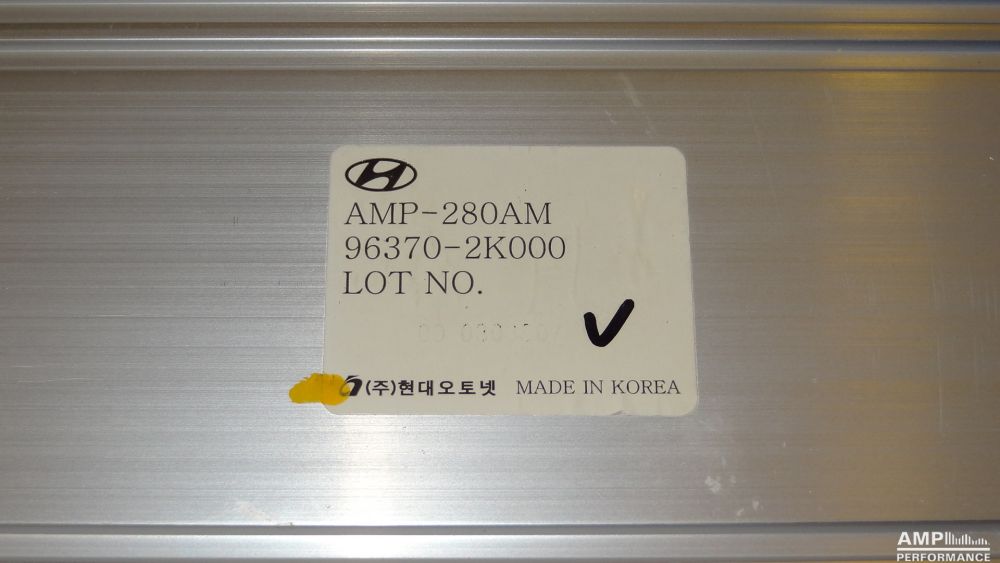 AMP-280AM
96370-2K000
LOT NO.
(주)현대오토넷 MADE IN KOREA
AMP
PERFORMANCE